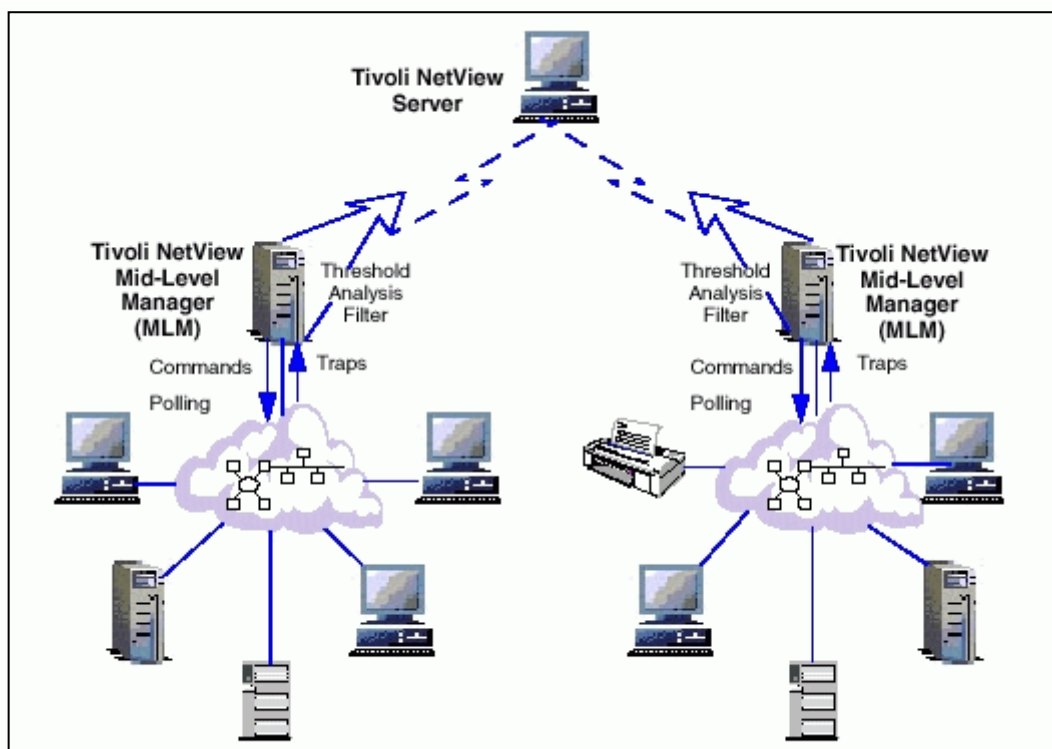 Tivoli NetView
Server
Tivoli NetView
Mid-Level
Manager
(MLM)
Threshold
Analysis
Filter
Commands
Traps
Polling
Threshold
Analysis
Filter
Tivoli NetView
Mid-Level
Manager
(MLM)
Commands
Traps
Polling